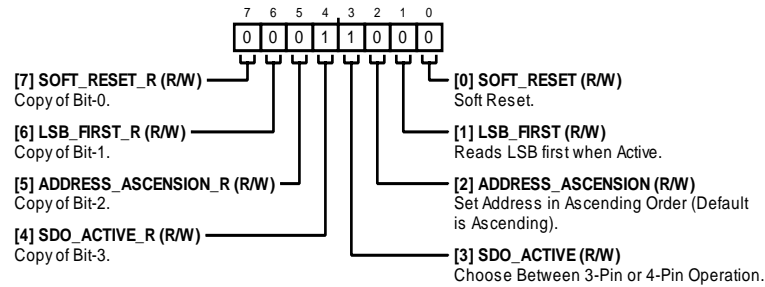 7 6 5 4 3 2 1 0
0 0 0 1 1 0 0 0
[7] SOFT_RESET_R (R/W)
Copy of Bit-0.
[6] LSB_FIRST_R (R/W)
Copy of Bit-1.
[5] ADDRESS_ASCENSION_R (R/W)
Copy of Bit-2.
[4] SDO_ACTIVE_R (R/W)
Copy of Bit-3.
[0] SOFT_RESET (R/W)
Soft Reset.
[1] LSB_FIRST (R/W)
Reads LSB first when Active.
[2] ADDRESS_ASCENSION (R/W)
Set Address in Ascending Order (Default
is Ascending).
[3] SDO_ACTIVE (R/W)
Choose Between 3-Pin or 4-Pin Operation.